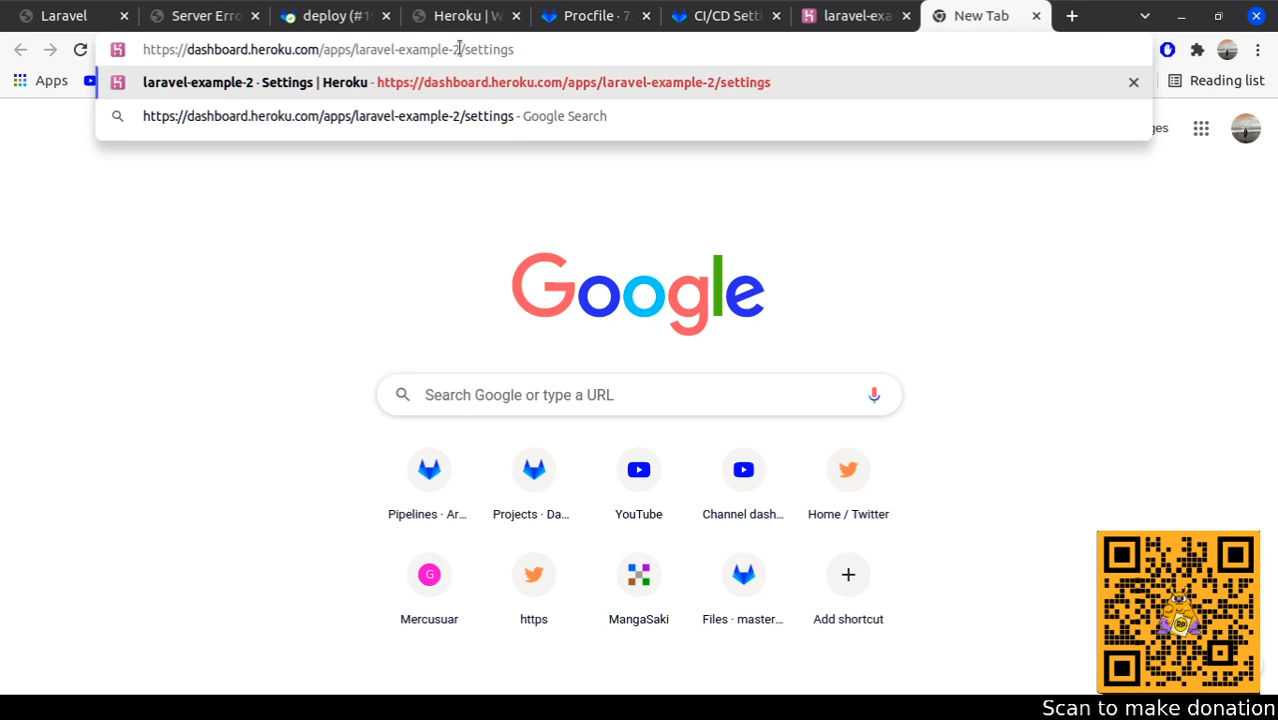 Laravel
Server Erro
deploy (#1
Heroku | W
Procfile · 7
CI/CD Sett
laravel-exa
New Tab
https://dashboard.heroku.com/apps/laravel-example-2/settings
Apps
Reading list
laravel-example-2 · Settings | Heroku - https://dashboard.heroku.com/apps/laravel-example-2/settings
https://dashboard.heroku.com/apps/laravel-example-2/settings - Google Search
ges
Google
Search Google or type a URL
Pipelines · Ar...
Projects · Da...
YouTube
Channel dash...
Home / Twitter
G
Mercusuar
https
MangaSaki
Files · master...
Add shortcut
Scan to make donation